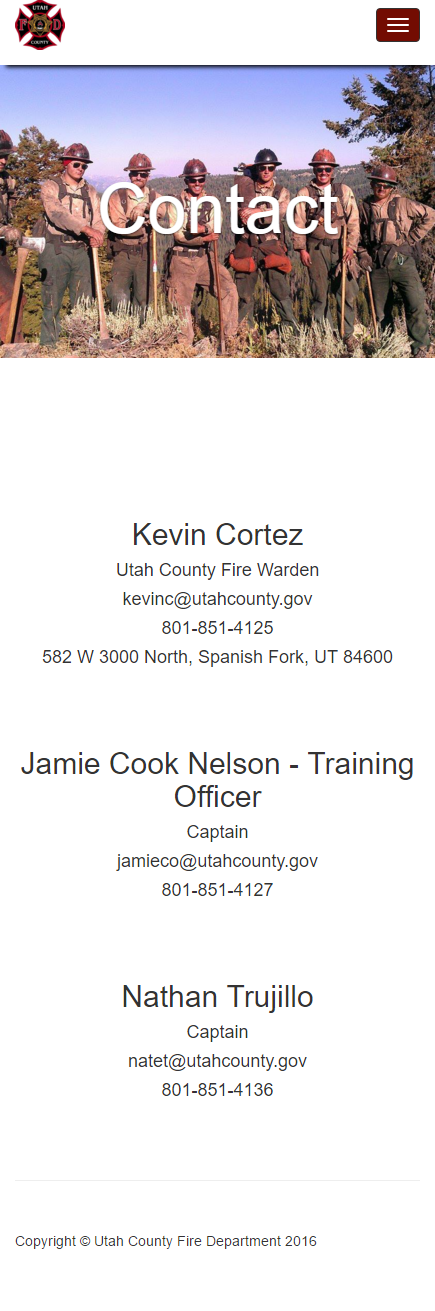 UTAH
F D
COUNTY
Contact
Kevin Cortez
Utah County Fire Warden
kevinc@utahcounty.gov
801-851-4125
582 W 3000 North, Spanish Fork, UT 84600
Jamie Cook Nelson - Training
Officer
Captain
jamieco@utahcounty.gov
801-851-4127
Nathan Trujillo
Captain
natet@utahcounty.gov
801-851-4136
Copyright © Utah County Fire Department 2016